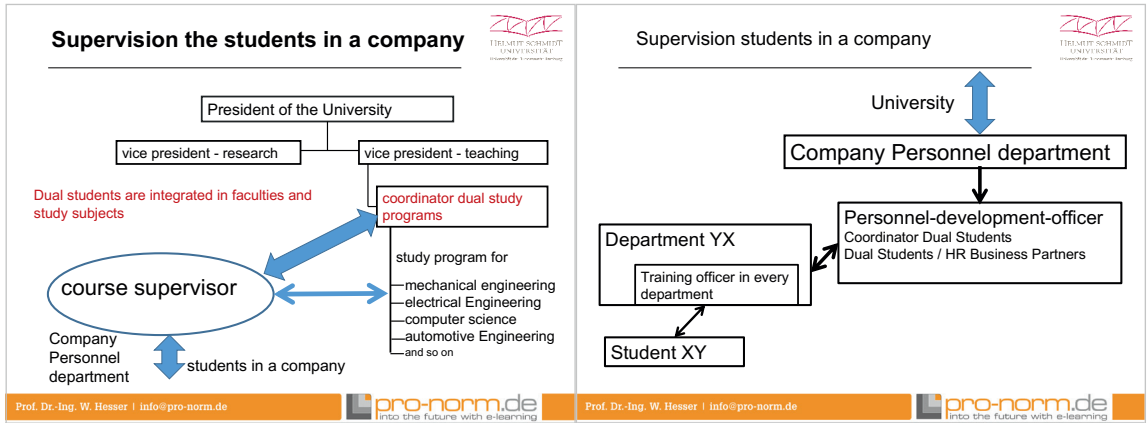 Supervision the students in a company
HELMUT SCHMIDT
UNIVERSITÄT
President of the University
vice president - research
vice president - teaching
Dual students are integrated in faculties and
study subjects
coordinator dual study
programs
study program for
mechanical engineering
electrical Engineering
computer science
automotive Engineering
and so on
course supervisor
Company
Personnel
department
students in a company
Prof. Dr.-Ing. W. Hesser | info@pro-norm.de
pro-norm.de
into the future with e-learning
Supervision students in a company
HELMUT SCHMIDT
UNIVERSITÄT
University
Company Personnel department
Personnel-development-officer
Coordinator Dual Students
Dual Students / HR Business Partners
Department YX
Training officer in every
department
Student XY
Prof. Dr.-Ing. W. Hesser | info@pro-norm.de
pro-norm.de
into the future with e-learning